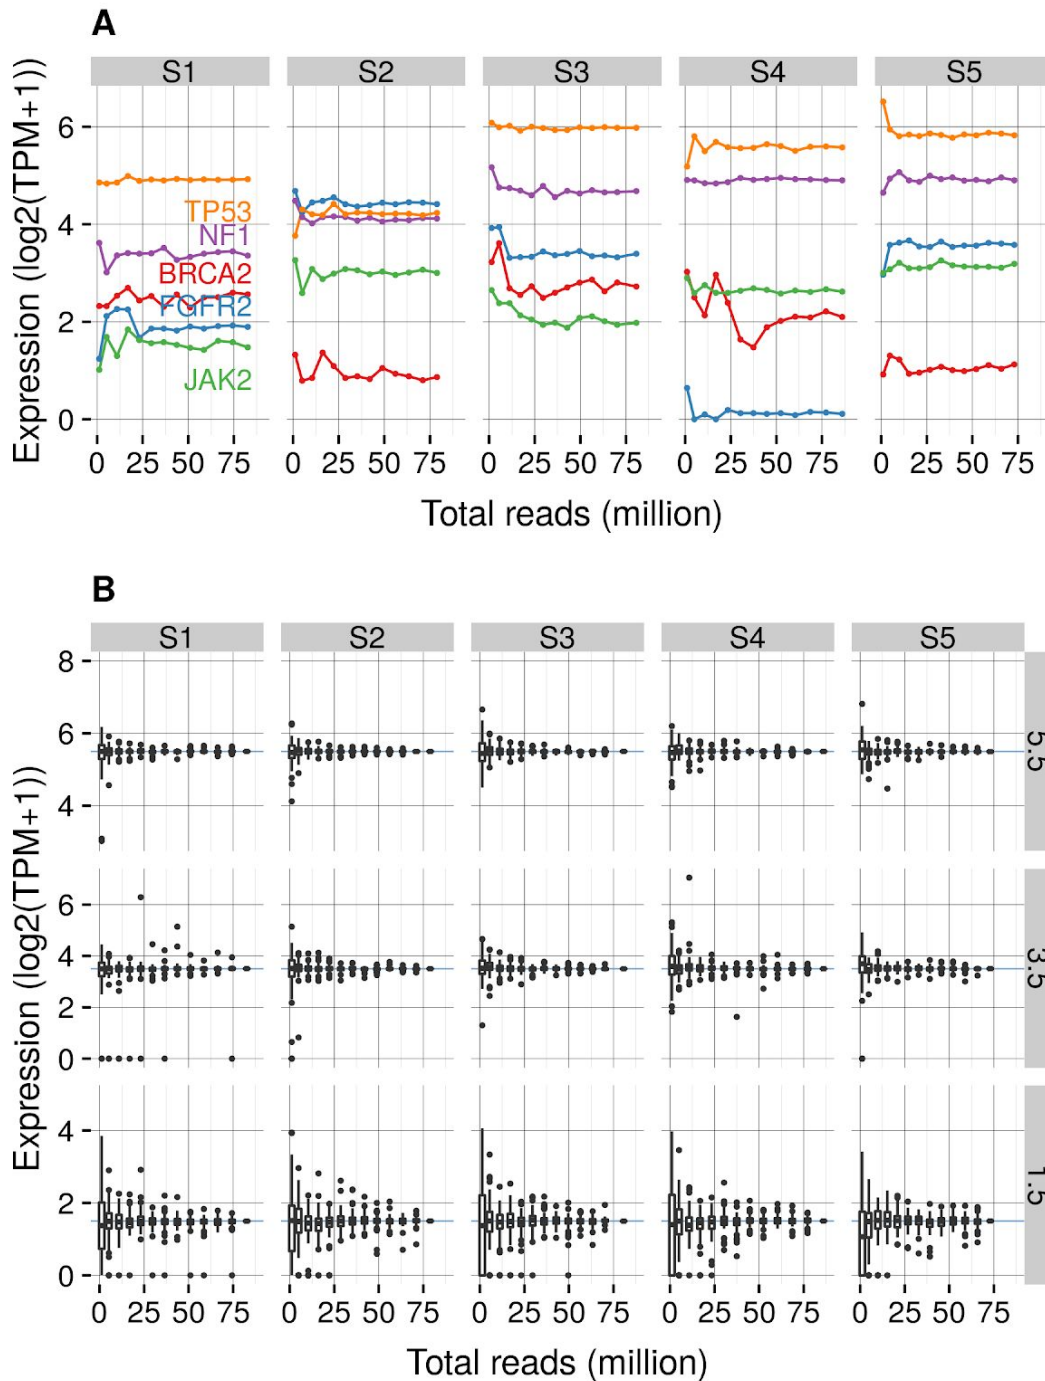 A
S1 S2 S3 S4 S5
Expression (log2(TPM+1))
6
4
2
0
TP53
NF1
BRCA2
FGFR2
JAK2
0 25 50 75 0 25 50 75 0 25 50 75 0 25 50 75 0 25 50 75
Total reads (million)
B
S1 S2 S3 S4 S5
Expression (log2(TPM+1))
8
6
4
5.5
6
4
2
0
3.5
4
2
0
1.5
0 25 50 75 0 25 50 75 0 25 50 75 0 25 50 75 0 25 50 75
Total reads (million)